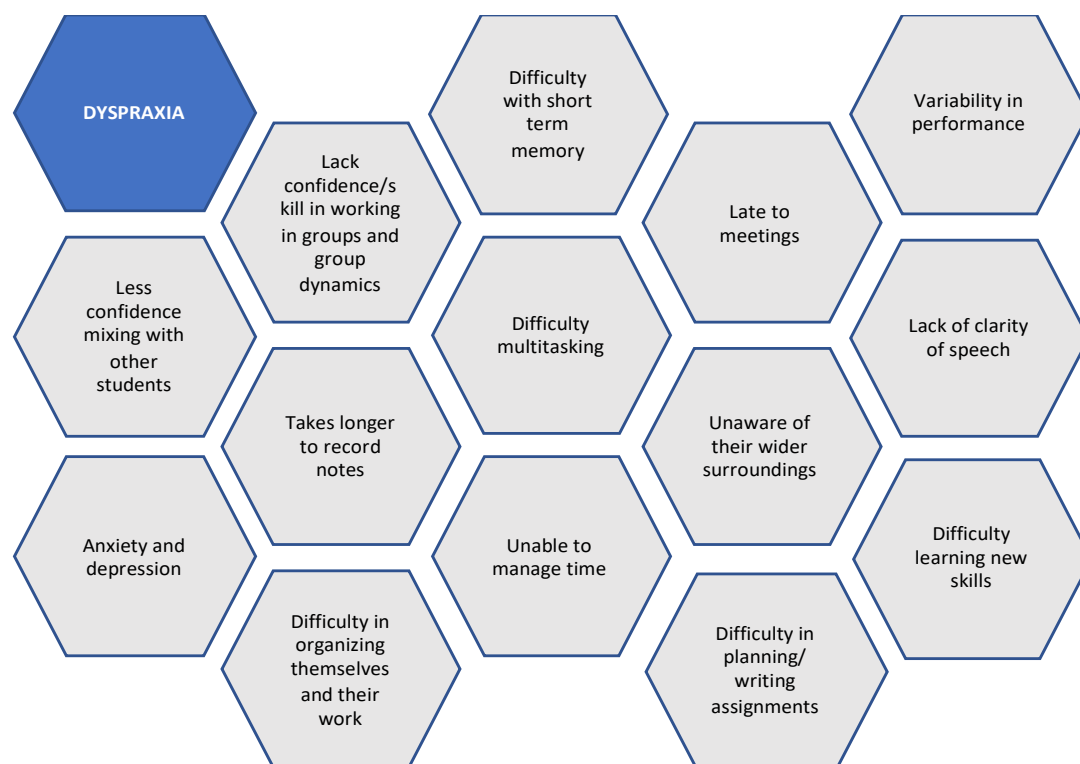 DYSPRAXIA
Difficulty
with short
term
memory
Variability in
performance
Lack
confidence/s
kill in working
in groups and
group
dynamics
Late to
meetings
Less
confidence
mixing with
other
students
Difficulty
multitasking
Lack of clarity
of speech
Takes longer
to record
notes
Unaware of
their wider
surroundings
Anxiety and
depression
Unable to
manage time
Difficulty
learning new
skills
Difficulty in
organizing
themselves
and their
work
Difficulty in
planning/
writing
assignments